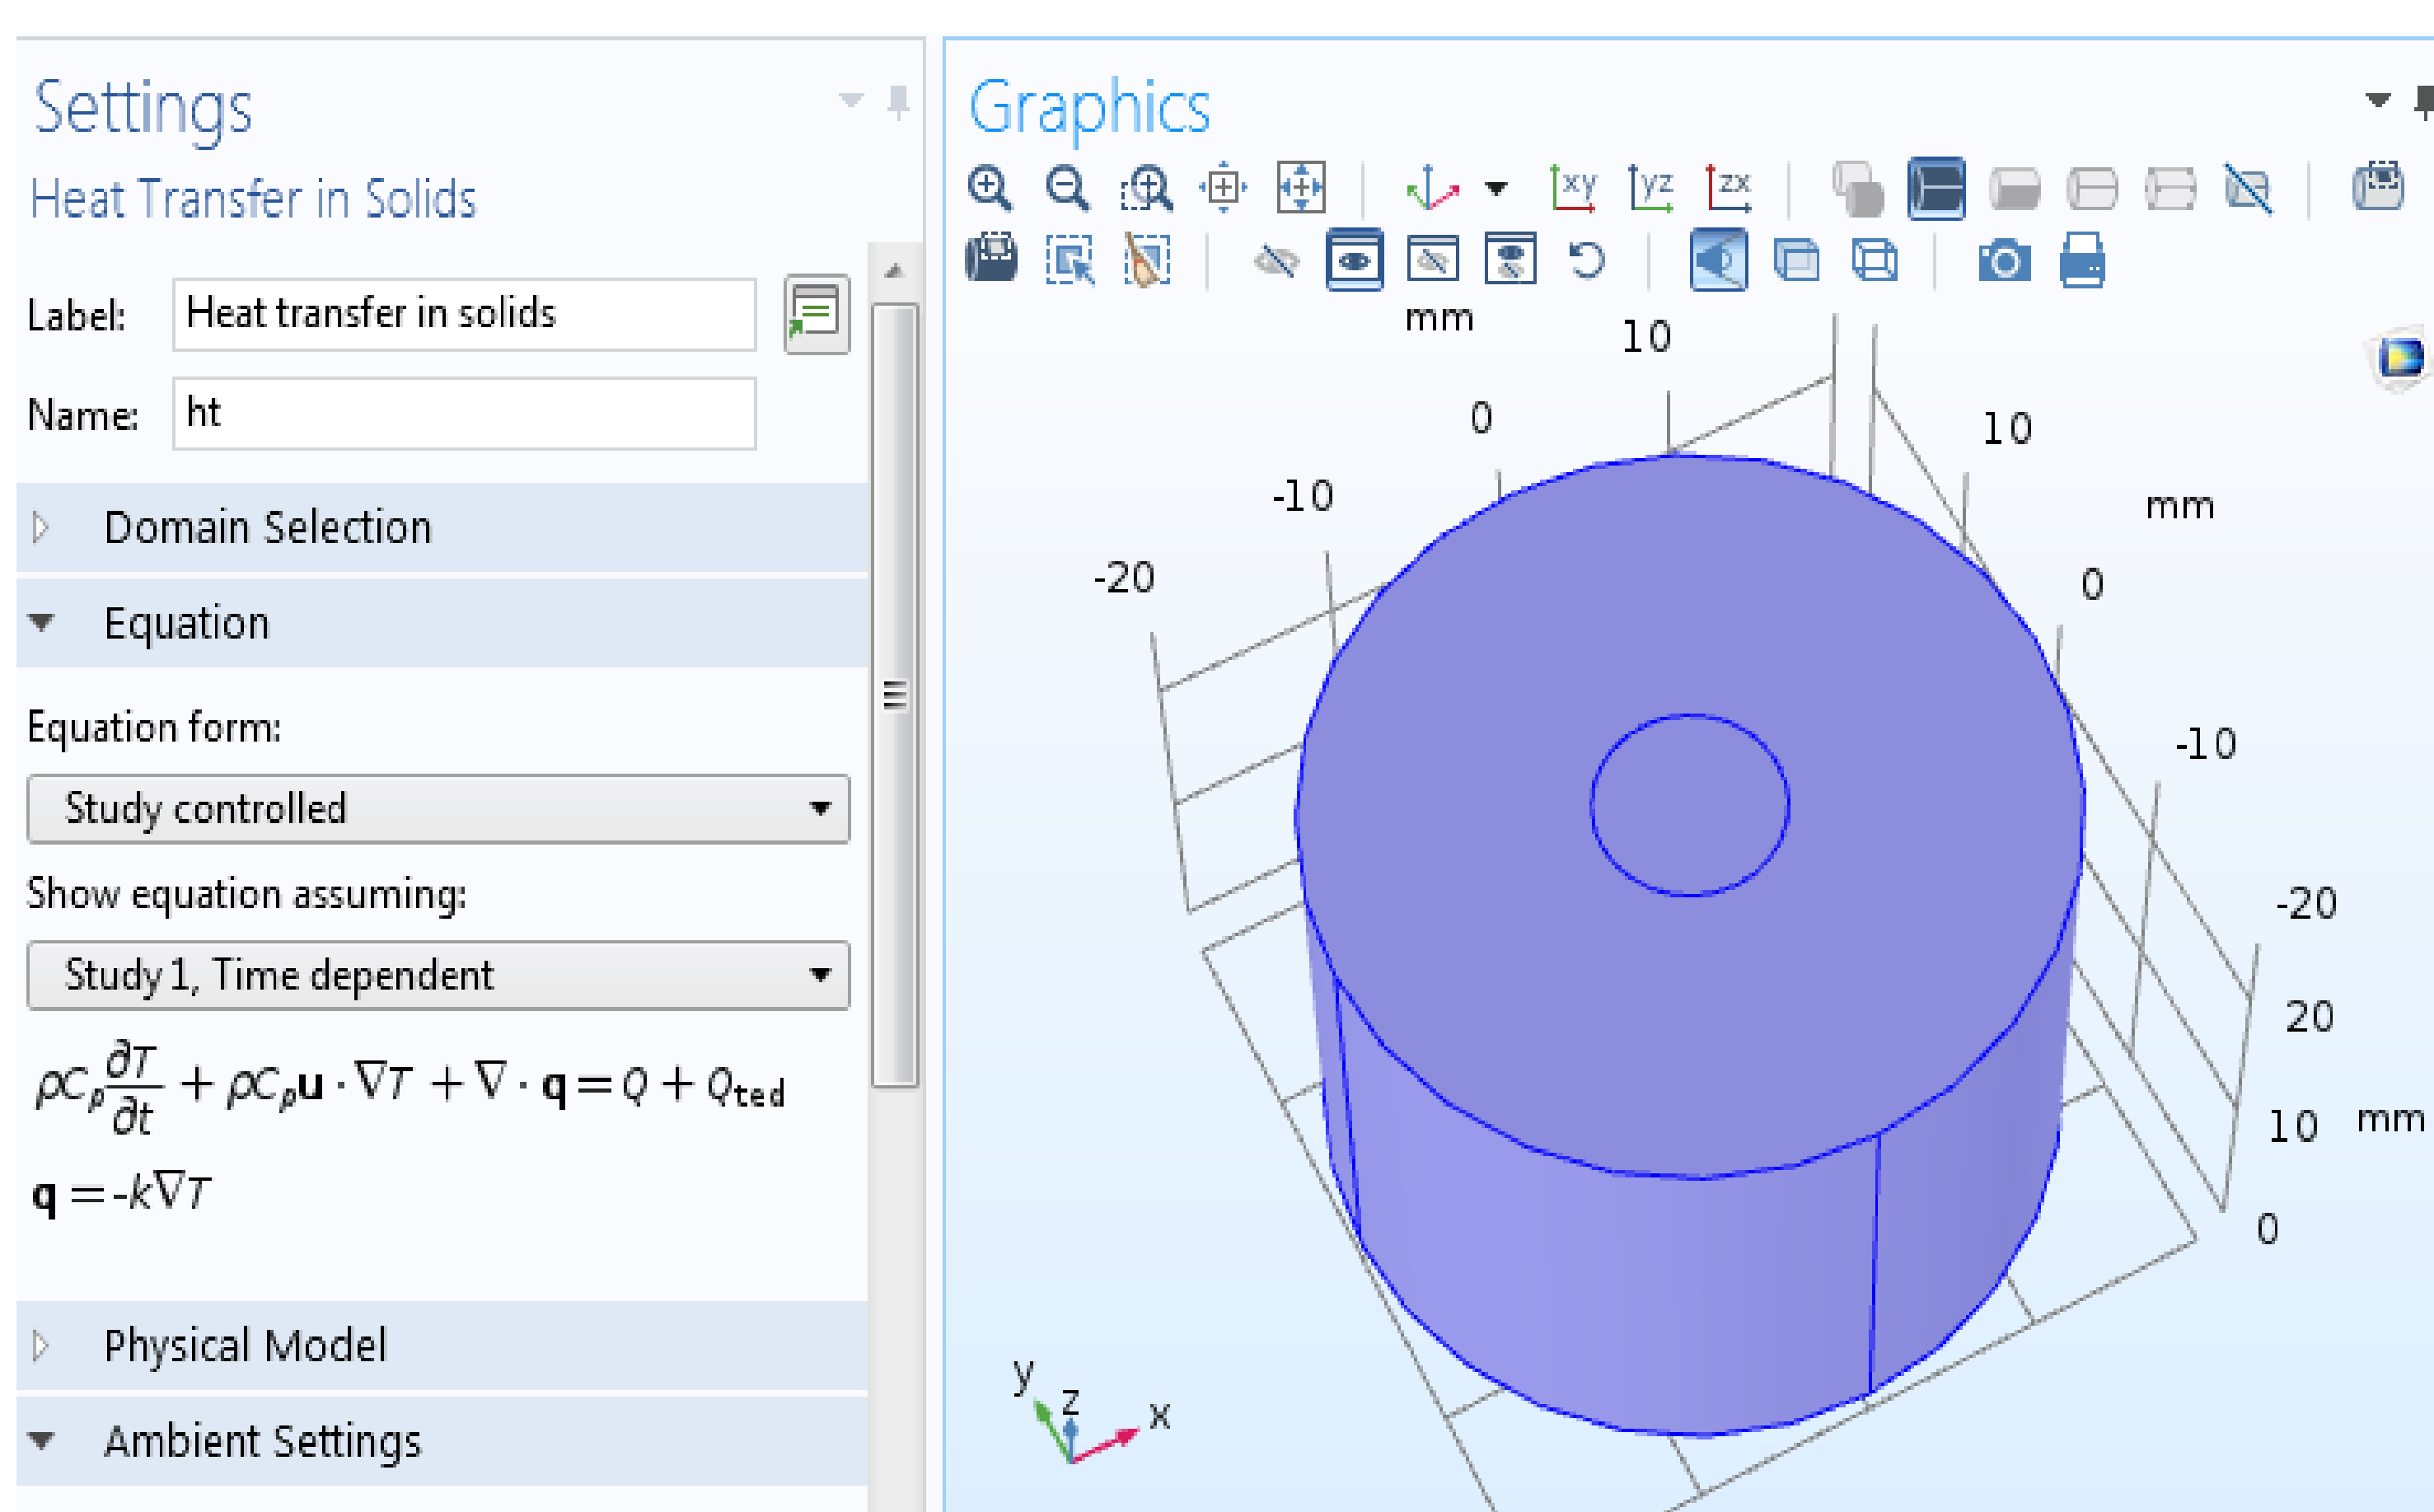 Settings
Heat Transfer in Solids
Label: Heat transfer in solids
Name: ht
Domain Selection
Equation
Equation form:
Study controlled
Show equation assuming:
Study 1, Time dependent
ρC_p ∂T/∂t + ρC_p u · ∇T + ∇ · q = Q + Q_ted
q = -k∇T
Physical Model
Ambient Settings
Graphics
xy yz zx
mm
10
0
-10
-20
10
mm
0
-10
-20
20
10 mm
0
y z x